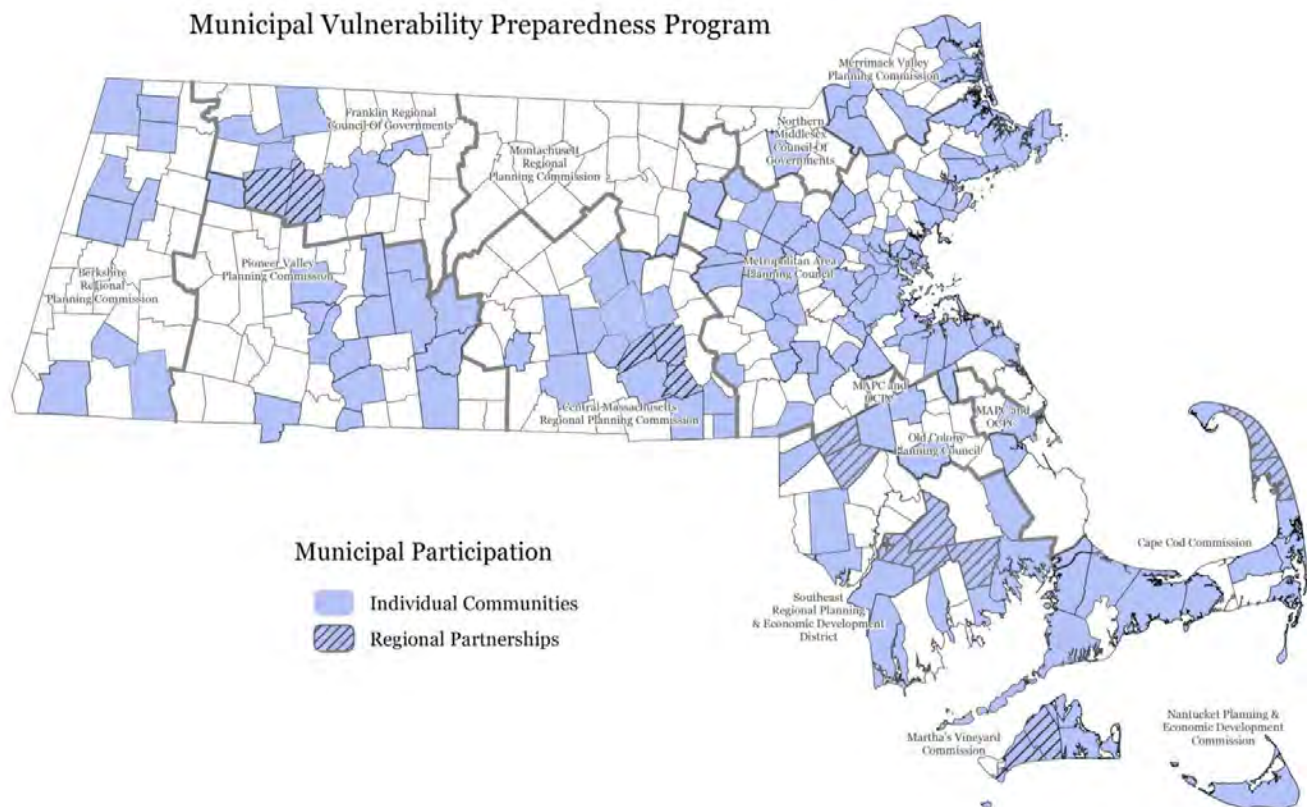 Municipal Vulnerability Preparedness Program
Merrimack Valley
Planning Commission
Franklin Regional
Council Of Governments
Northern
Middlesex
Council Of
Governments
Montachusett
Regional
Planning Commission
Berkshire
Regional
Planning Commission
Pioneer Valley
Planning Commission
Metropolitan Area
Planning Council
Central Massachusetts
Regional Planning Commission
MAPC and
OCPC
MAPC and
OCPC
Old Colony
Planning Council
Cape Cod Commission
Southeast
Regional Planning
& Economic Development
District
Martha's Vineyard
Commission
Nantucket Planning &
Economic Development
Commission
Municipal Participation
Individual Communities
Regional Partnerships